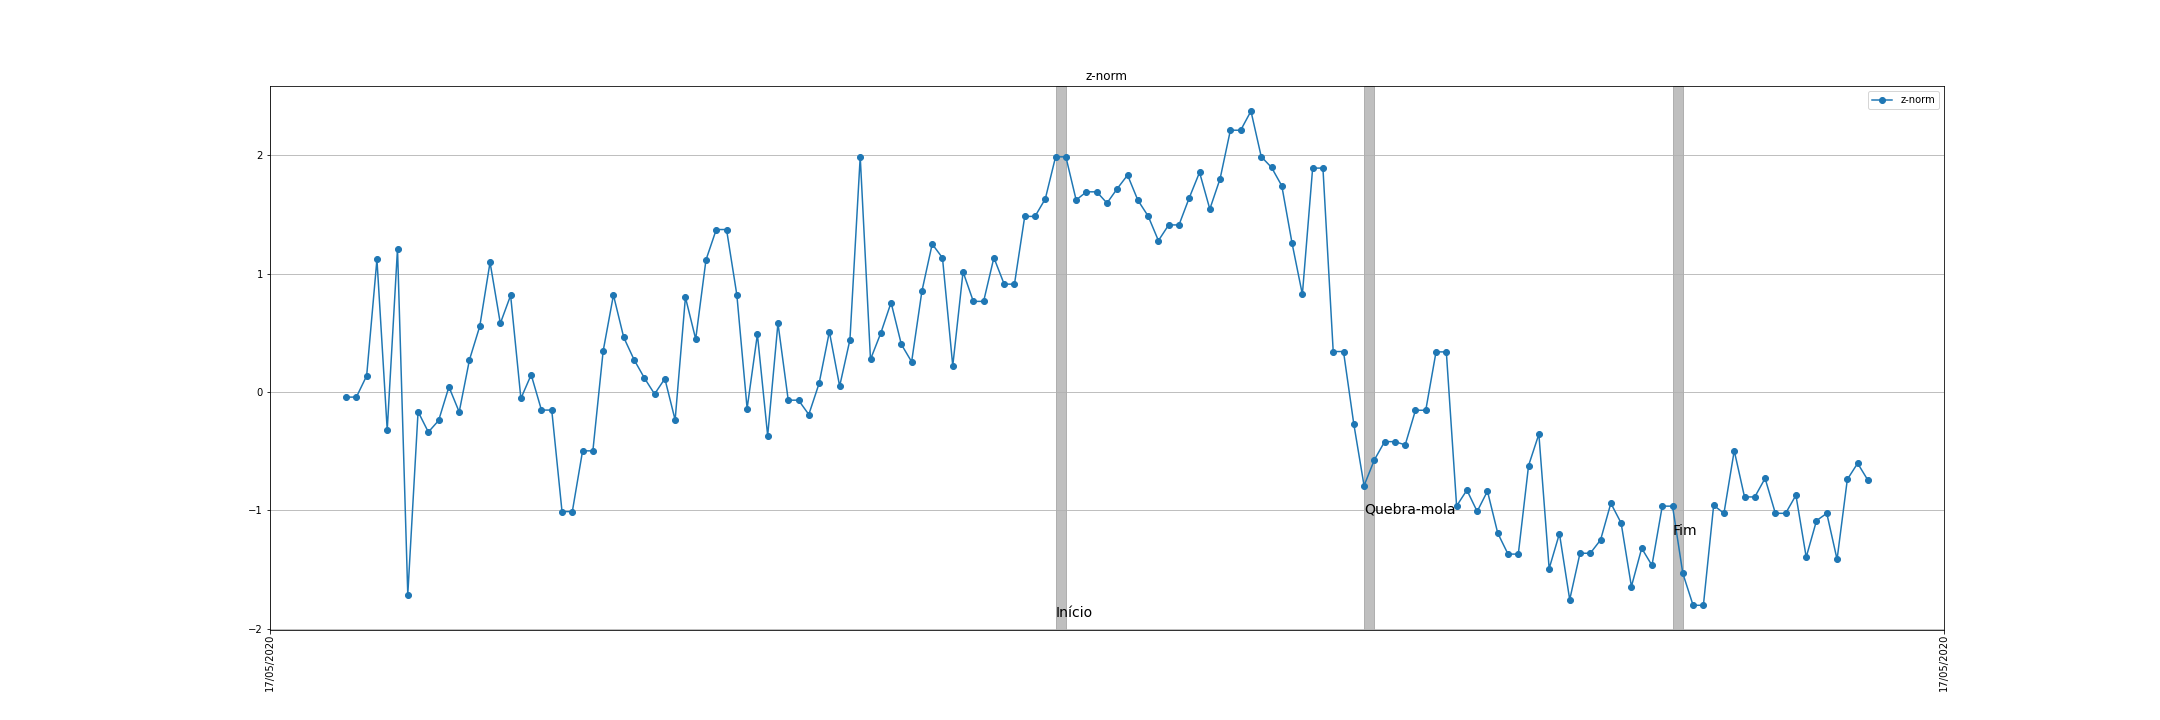 z-norm
z-norm
2
1
0
−1
−2
Quebra-mola
Fim
Início
17/05/2020
17/05/2020